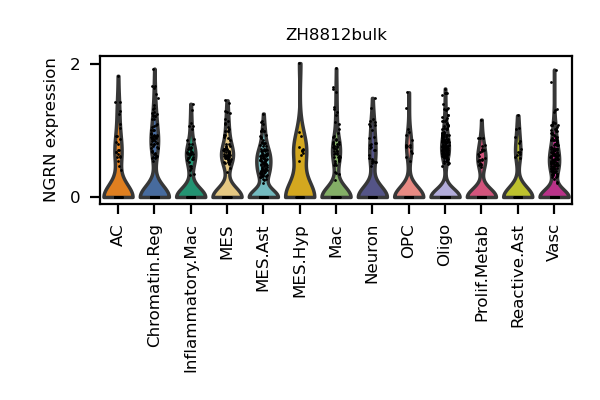 ZH8812bulk
NGRN expression
2
0
AC
Chromatin.Reg
Inflammatory.Mac
MES
MES.Ast
MES.Hyp
Mac
Neuron
OPC
Oligo
Prolif.Metab
Reactive.Ast
Vasc